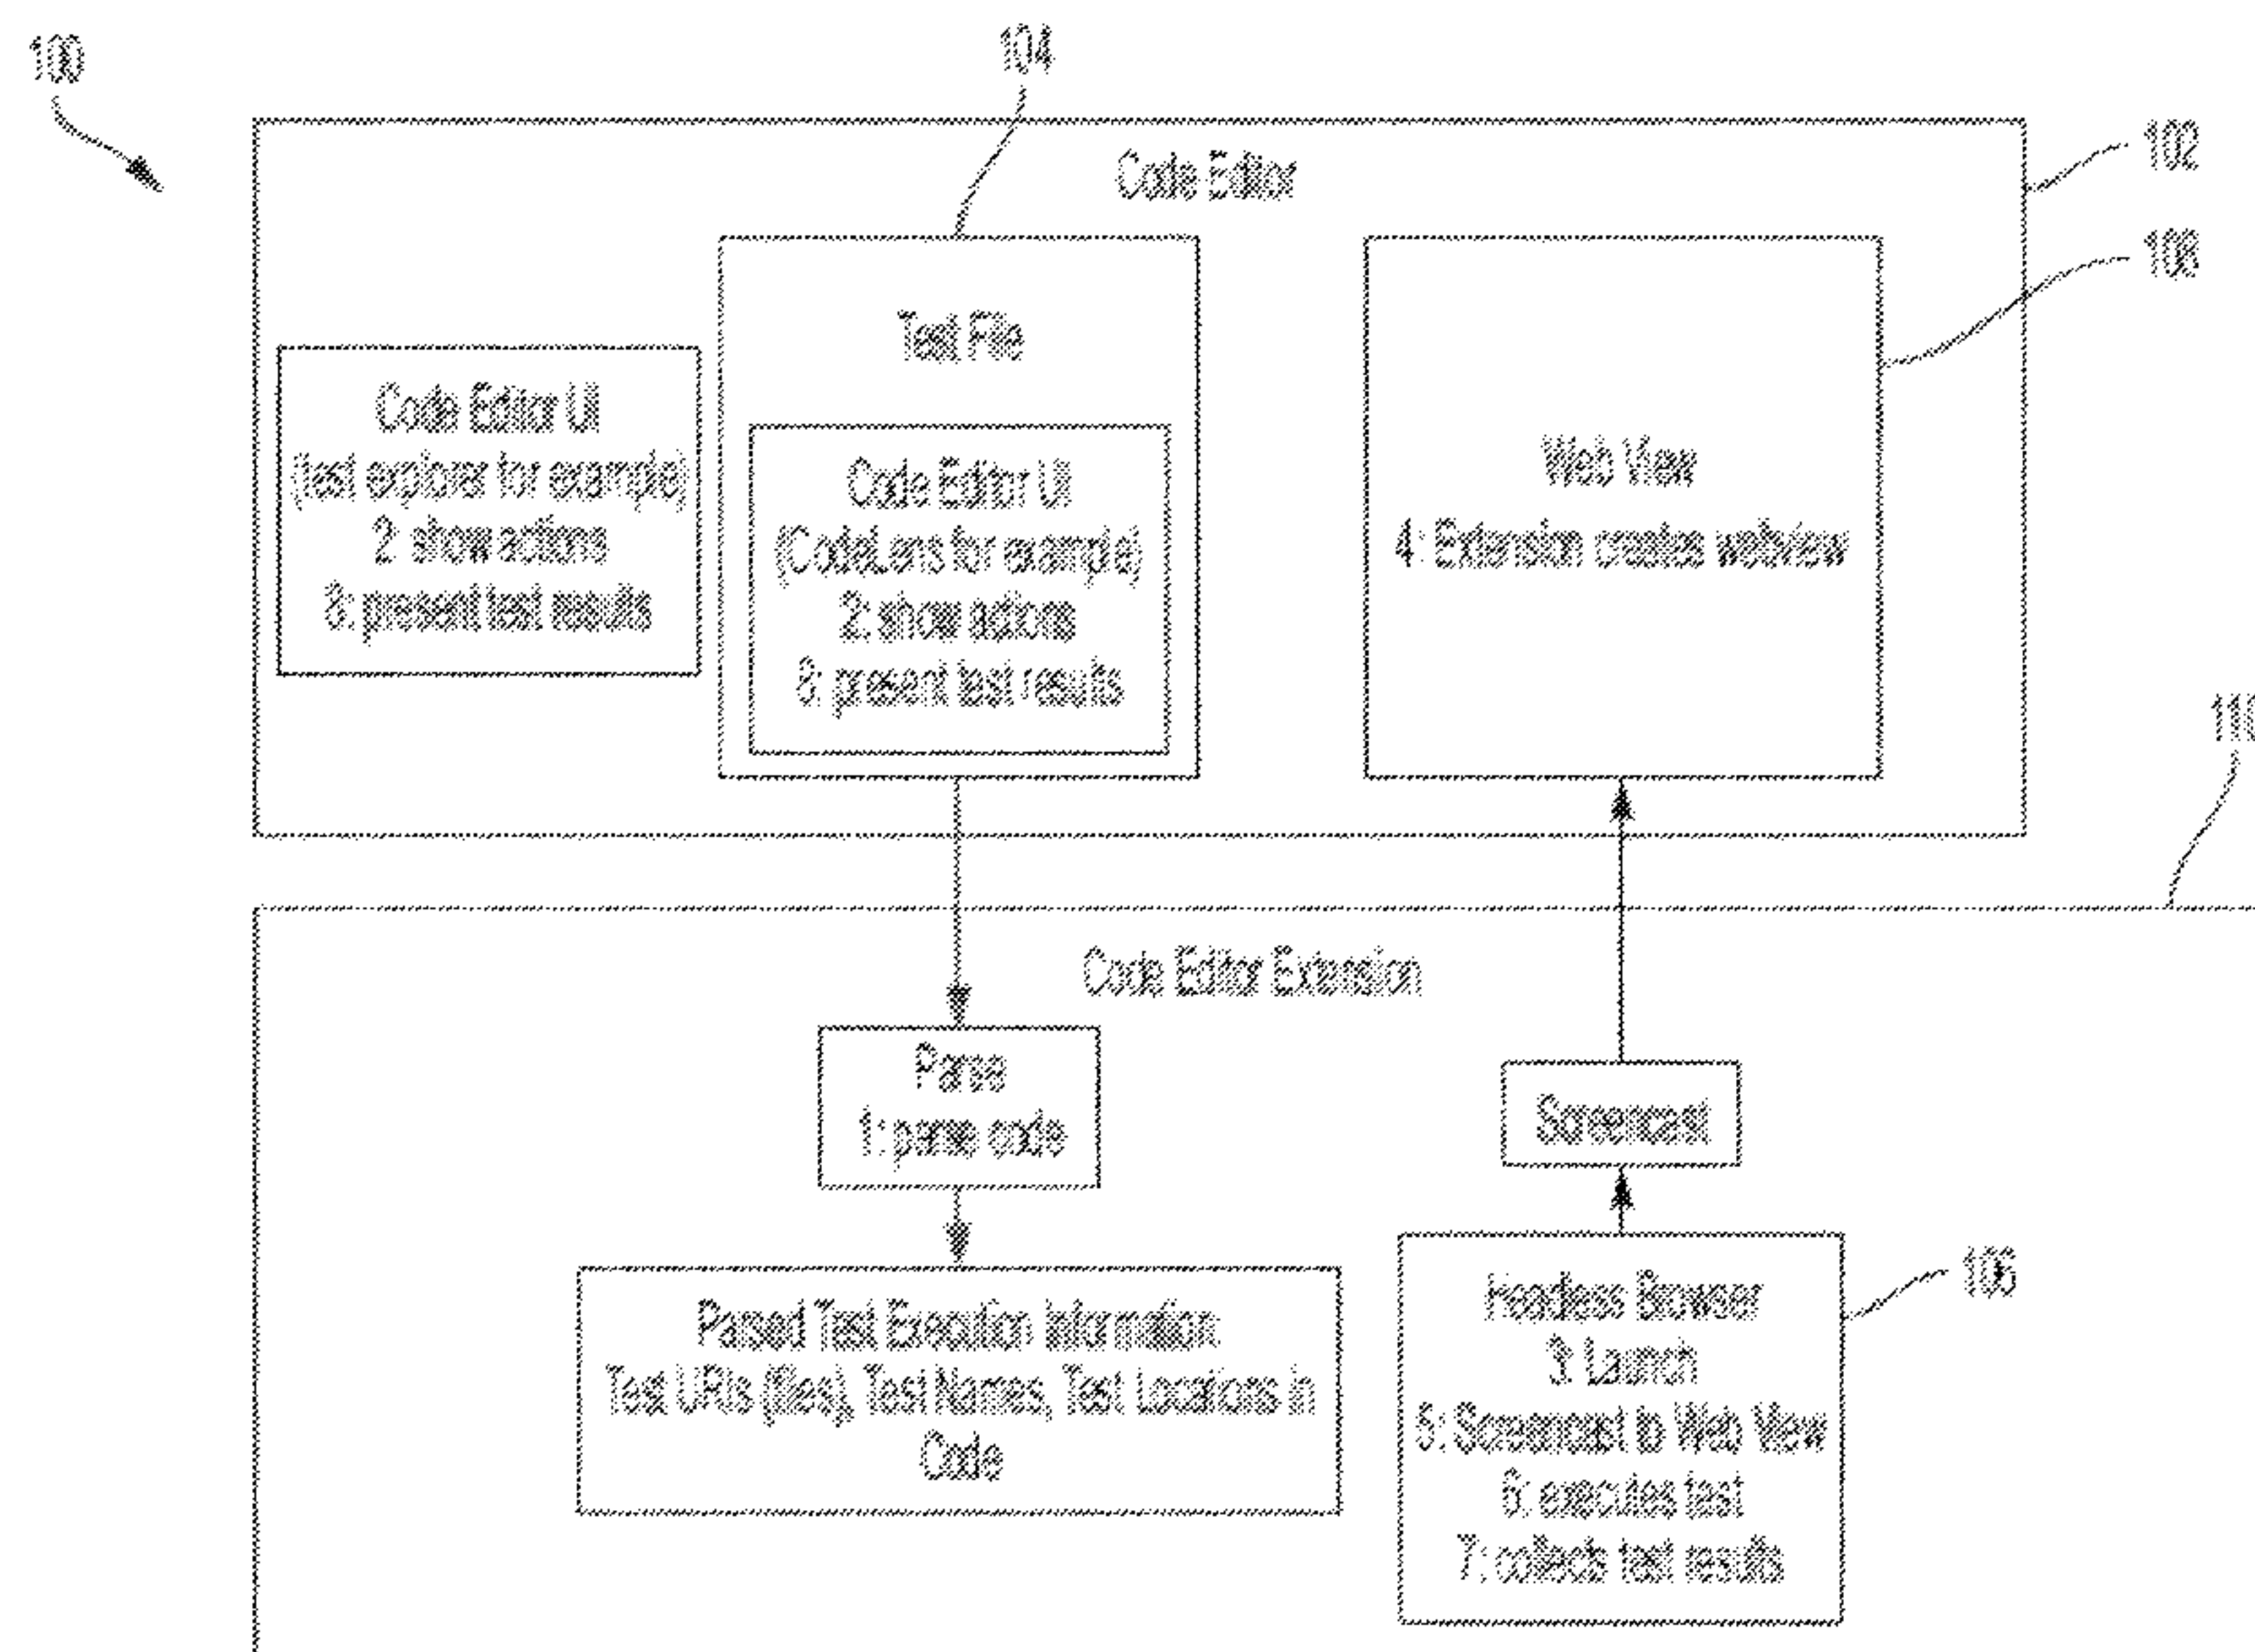 100
104
102
Code Editor
108
Test File
Code Editor UI
(test explorer for example)
2: show actions
8: present test results
Code Editor UI
(CodeLens for example)
2: show actions
8: present test results
Web View
4: Extension creates webview
110
Code Editor Extension
Parse
1: parse code
Screencast
Parsed Test Execution Information:
Test URIs (files), Test Names, Test Locations in
Code
Headless Browser
3: Launch
5: Screencast to Web View
6: executes test
7: collects test results
106